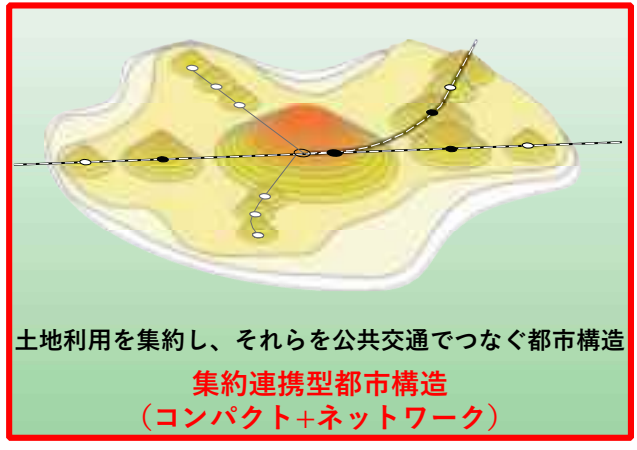 土地利用を集約し、それらを公共交通でつなぐ都市構造
集約連携型都市構造
（コンパクト+ネットワーク）